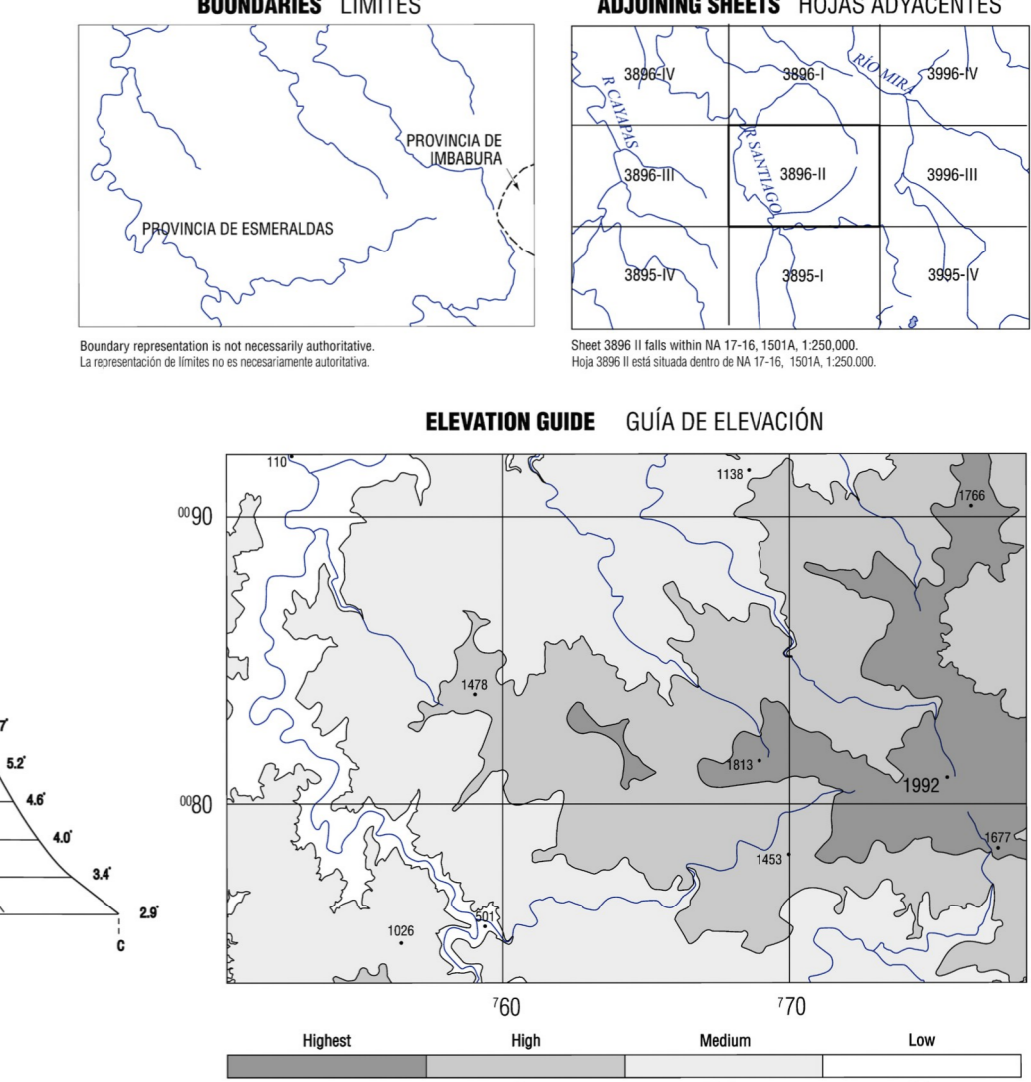 BOUNDARIES LÍMITES
PROVINCIA DE
IMBABURA
PROVINCIA DE ESMERALDAS
Boundary representation is not necessarily authoritative.
La representación de límites no es necesariamente autoritativa.
ADJOINING SHEETS HOJAS ADYACENTES
3896-IV
3896-I
RÍO MIRA
3996-IV
R CAYAPAS
R SANTIAGO
3896-III
3896-II
3996-III
3895-IV
3895-I
3995-IV
Sheet 3896 II falls within NA 17-16, 1501A, 1:250,000.
Hoja 3896 II está situada dentro de NA 17-16, 1501A, 1:250.000.
ELEVATION GUIDE GUÍA DE ELEVACIÓN
110
1138
1766
0090
1478
1813
1992
0080
1677
1453
501
1026
760
770
7°
5.2°
4.6°
4.0°
3.4°
2.9°
C
Highest High Medium Low